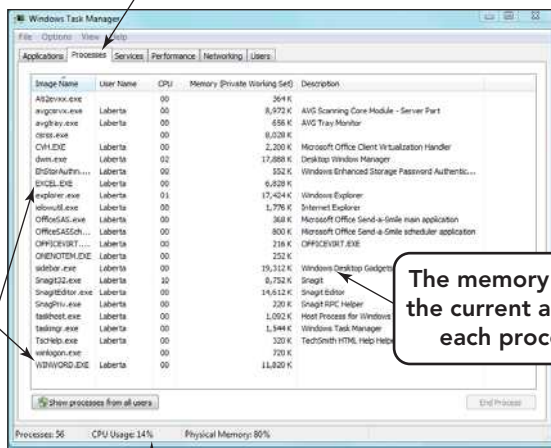 Windows Task Manager
File Options View Help
Applications Processes Services Performance Networking Users
Image Name User Name CPU Memory (Private Working Set) Description
Ati2evxx.exe 00 364 K
avgcsrvx.exe Laberta 00 8,972 K AVG Scanning Core Module - Server Part
avgtray.exe Laberta 00 656 K AVG Tray Monitor
csrss.exe 00 8,028 K
CVH.EXE Laberta 00 2,200 K Microsoft Office Client Virtualization Handler
dwm.exe Laberta 02 17,888 K Desktop Window Manager
EhStorAuthn.... Laberta 00 552 K Windows Enhanced Storage Password Authentic...
EXCEL.EXE Laberta 00 6,828 K
explorer.exe Laberta 01 17,424 K Windows Explorer
ielowutil.exe Laberta 00 1,776 K Internet Explorer
OfficeSAS.exe Laberta 00 368 K Microsoft Office Send-a-Smile main application
OfficeSASSch... Laberta 00 800 K Microsoft Office Send-a-Smile scheduler application
OFFICEVIRT.... Laberta 00 216 K OFFICEVIRT.EXE
ONENOTEM.EXE Laberta 00 252 K
sidebar.exe Laberta 00 19,312 K Windows Desktop Gadgets
Snagit32.exe Laberta 10 8,752 K Snagit
SnagitEditor.exe Laberta 00 14,612 K Snagit Editor
SnagPriv.exe Laberta 00 220 K Snagit RPC Helper
taskhost.exe Laberta 00 1,092 K Host Process for Windows
taskmgr.exe Laberta 00 1,544 K Windows Task Manager
TscHelp.exe Laberta 00 320 K TechSmith HTML Help Helper
winlogon.exe 00 720 K
WINWORD.EXE Laberta 00 11,820 K
The memory
the current a
each proc
Show processes from all users End Process
Processes: 56 CPU Usage: 14% Physical Memory: 80%